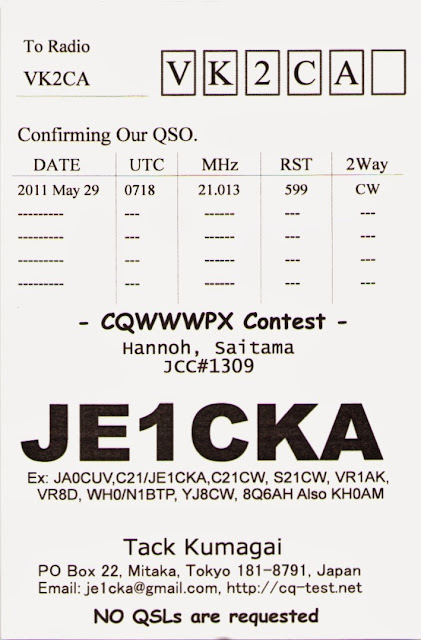 To Radio
VK2CA
V K 2 C A
Confirming Our QSO.
DATE UTC MHz RST 2Way
2011 May 29 0718 21.013 599 CW
--------- --- ------ --- ---
--------- --- ------ --- ---
--------- --- ------ --- ---
--------- --- ------ --- ---
- CQWWWPX Contest -
Hannoh, Saitama
JCC#1309
JE1CKA
Ex: JA0CUV,C21/JE1CKA,C21CW, S21CW, VR1AK,
VR8D, WH0/N1BTP, YJ8CW, 8Q6AH Also KH0AM
Tack Kumagai
PO Box 22, Mitaka, Tokyo 181-8791, Japan
Email: je1cka@gmail.com, http://cq-test.net
NO QSLs are requested